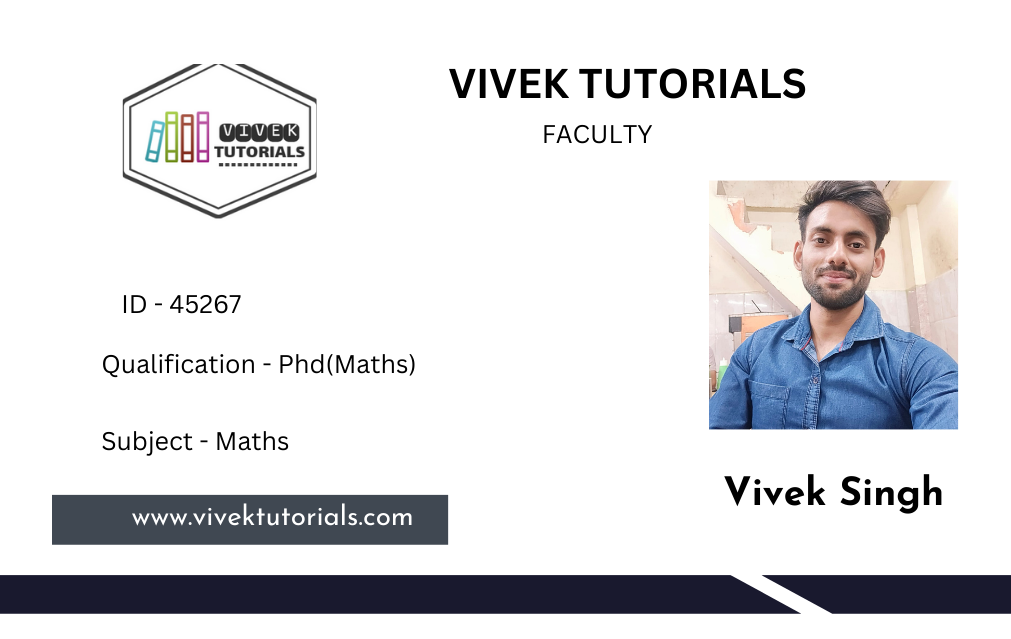 VIVEK TUTORIALS
FACULTY
VIVEK
TUTORIALS
ID - 45267
Qualification - Phd(Maths)
Subject - Maths
www.vivektutorials.com
Vivek Singh